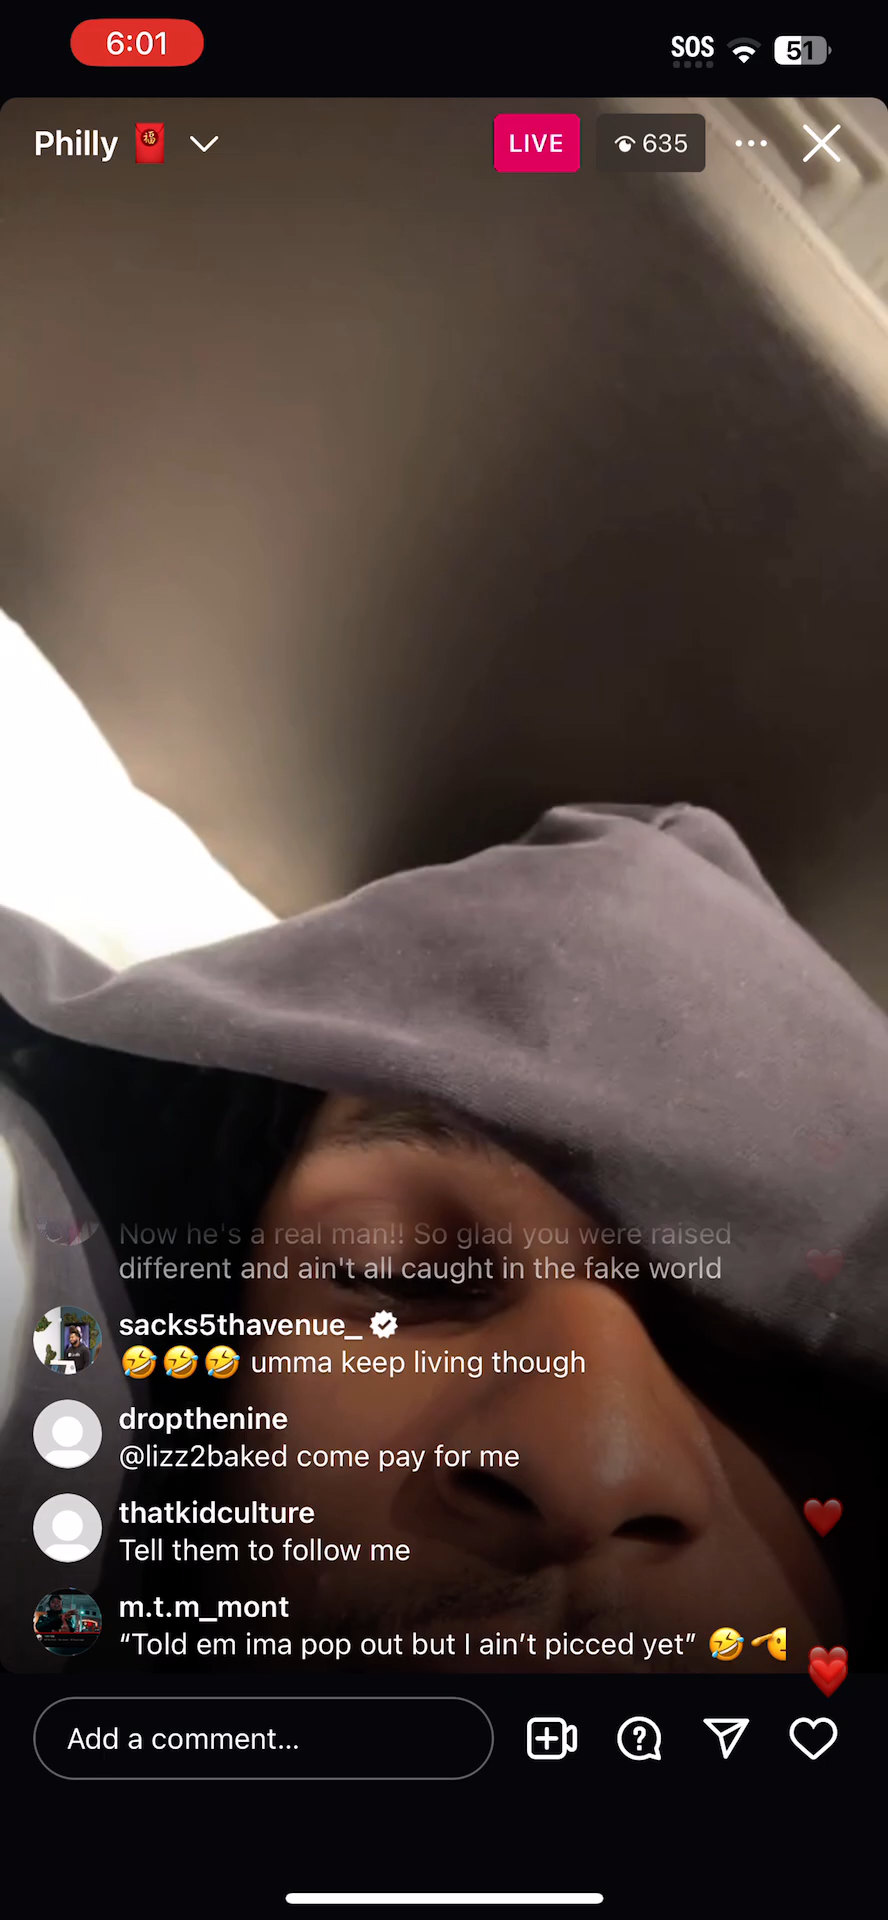 6:01
SOS
51
Philly
福
LIVE
635
Now he's a real man!! So glad you were raised
different and ain't all caught in the fake world
sacks5thavenue_
umma keep living though
dropthenine
@lizz2baked come pay for me
thatkidculture
Tell them to follow me
m.t.m_mont
“Told em ima pop out but I ain’t picced yet”
Add a comment...